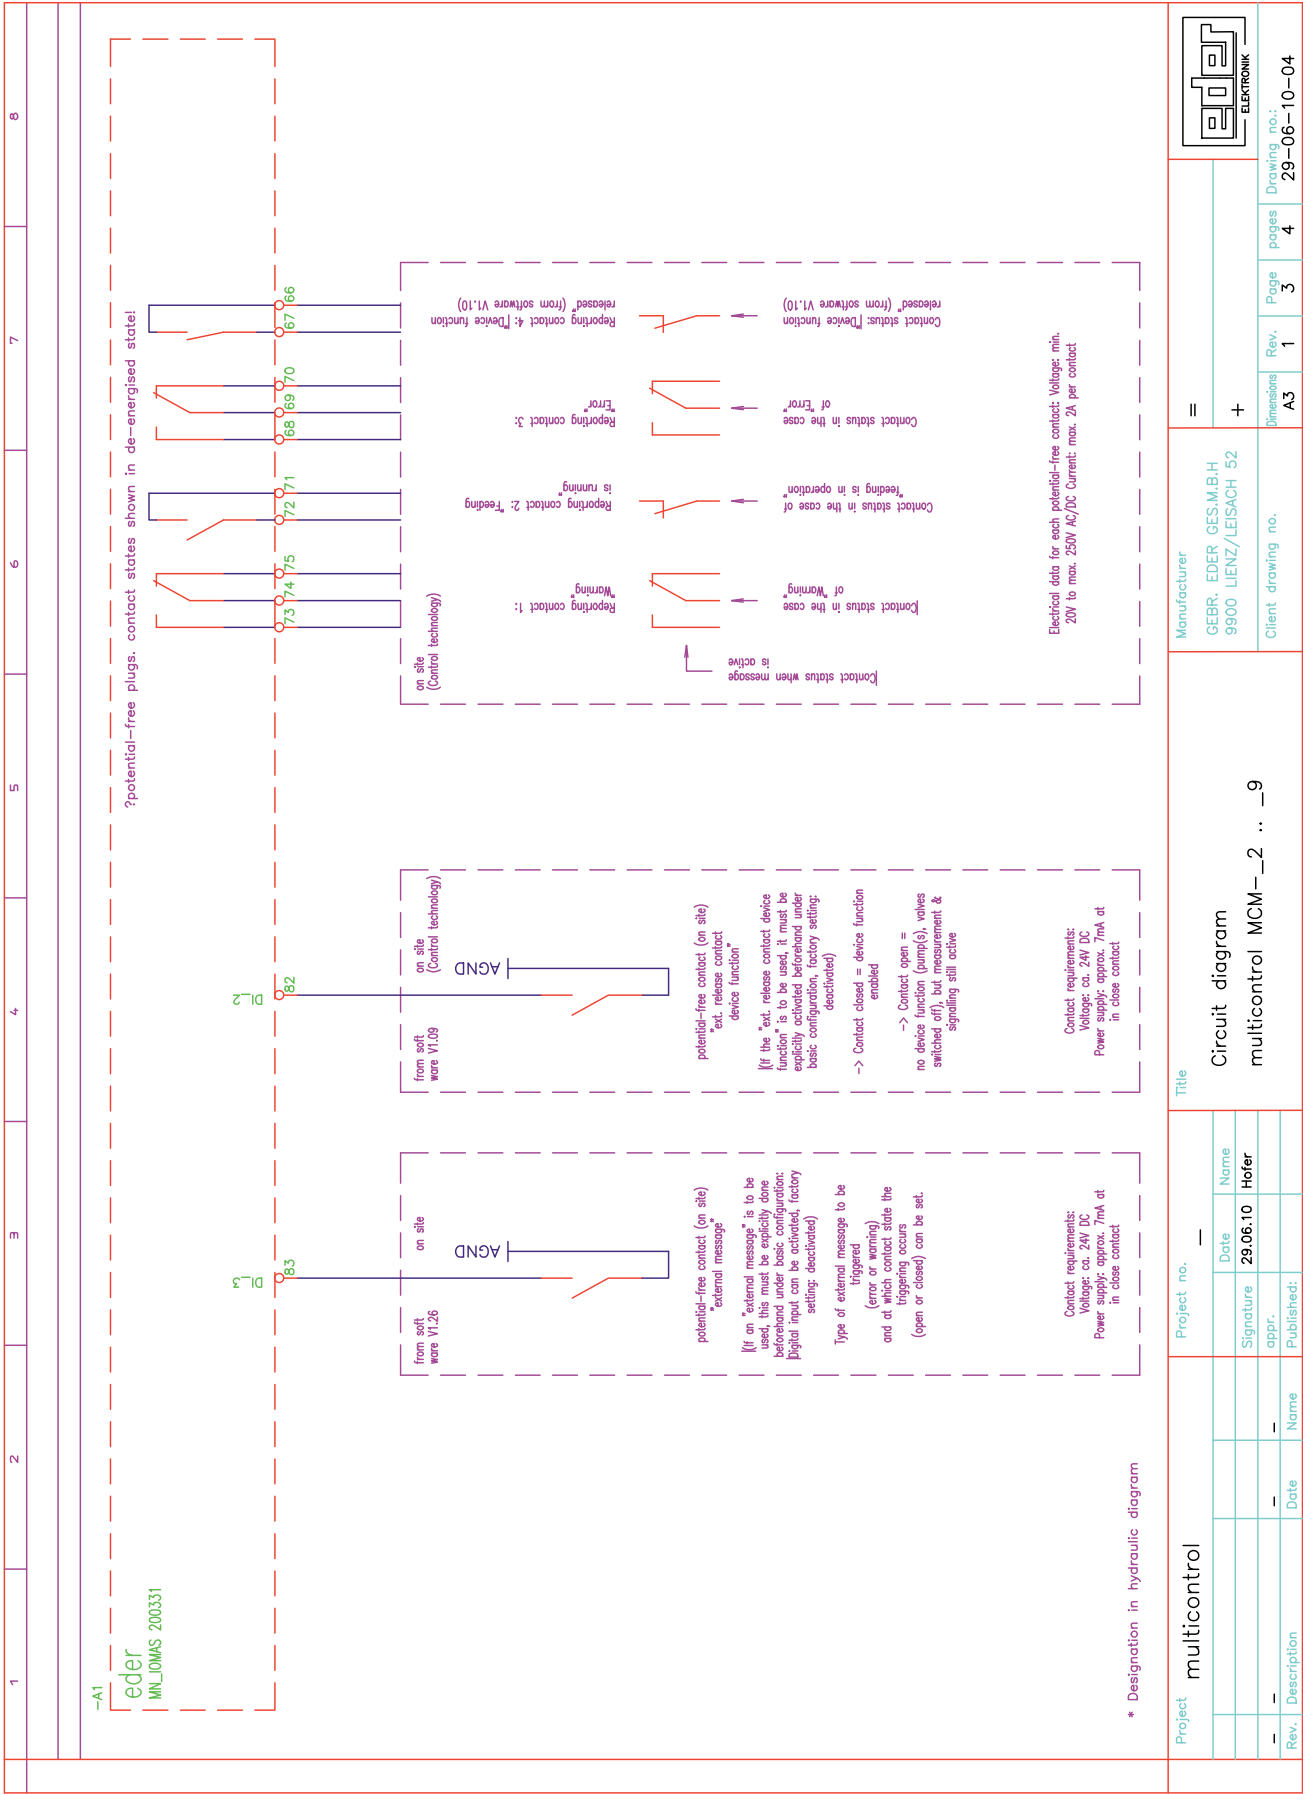 1
2
3
4
5
6
7
8
-A1
eder
MN_IOMAS 200331
?potential-free plugs. contact states shown in de-energised state!
DI_3
83
DI_2
82
73
74
75
72
71
68
69
70
67
66
from soft
ware V1.26
on site
AGND
potential-free contact (on site)
"external message"
(If an "external message" is to be
used, this must be explicitly done
beforehand under basic configuration:
Digital input can be activated, factory
setting: deactivated)
Type of external message to be
triggered
(error or warning)
and at which contact state the
triggering occurs
(open or closed) can be set.
Contact requirements:
Voltage: ca. 24V DC
Power supply: approx. 7mA at
in close contact
from soft
ware V1.09
on site
(Control technology)
AGND
potential-free contact (on site)
"ext. release contact
device function"
(If the "ext. release contact device
function" is to be used, it must be
explicitly activated beforehand under
basic configuration, factory setting:
deactivated)
-> Contact closed = device function
enabled
-> Contact open =
no device function (pump(s), valves
switched off), but measurement &
signalling still active
Contact requirements:
Voltage: ca. 24V DC
Power supply: approx. 7mA at
in close contact
on site
(Control technology)
Reporting contact 1:
"Warning"
Reporting contact 2: "Feeding
is running"
Reporting contact 3:
"Error"
Reporting contact 4: "Device function
released" (from software V1.10)
Contact status when message
is active
Contact status in the case
of "Warning"
Contact status in the case of
"feeding is in operation"
Contact status in the case
of "Error"
Contact status: "Device function
released" (from software V1.10)
Electrical data for each potential-free contact: Voltage: min.
20V to max. 250V AC/DC Current: max. 2A per contact
* Designation in hydraulic diagram
Project
multicontrol
- - - -
Rev. Description Date Name
Project no.
-
Date Name
Signature 29.06.10 Hofer
appr.
Published:
Title
Circuit diagram
multicontrol MCM-_2 .. _9
Manufacturer
GEBR. EDER GES.M.B.H
9900 LIENZ/LEISACH 52
Client drawing no.
=
+
Dimensions
A3
Rev.
1
Page
3
pages
4
Drawing no.:
29-06-10-04
eder
ELEKTRONIK